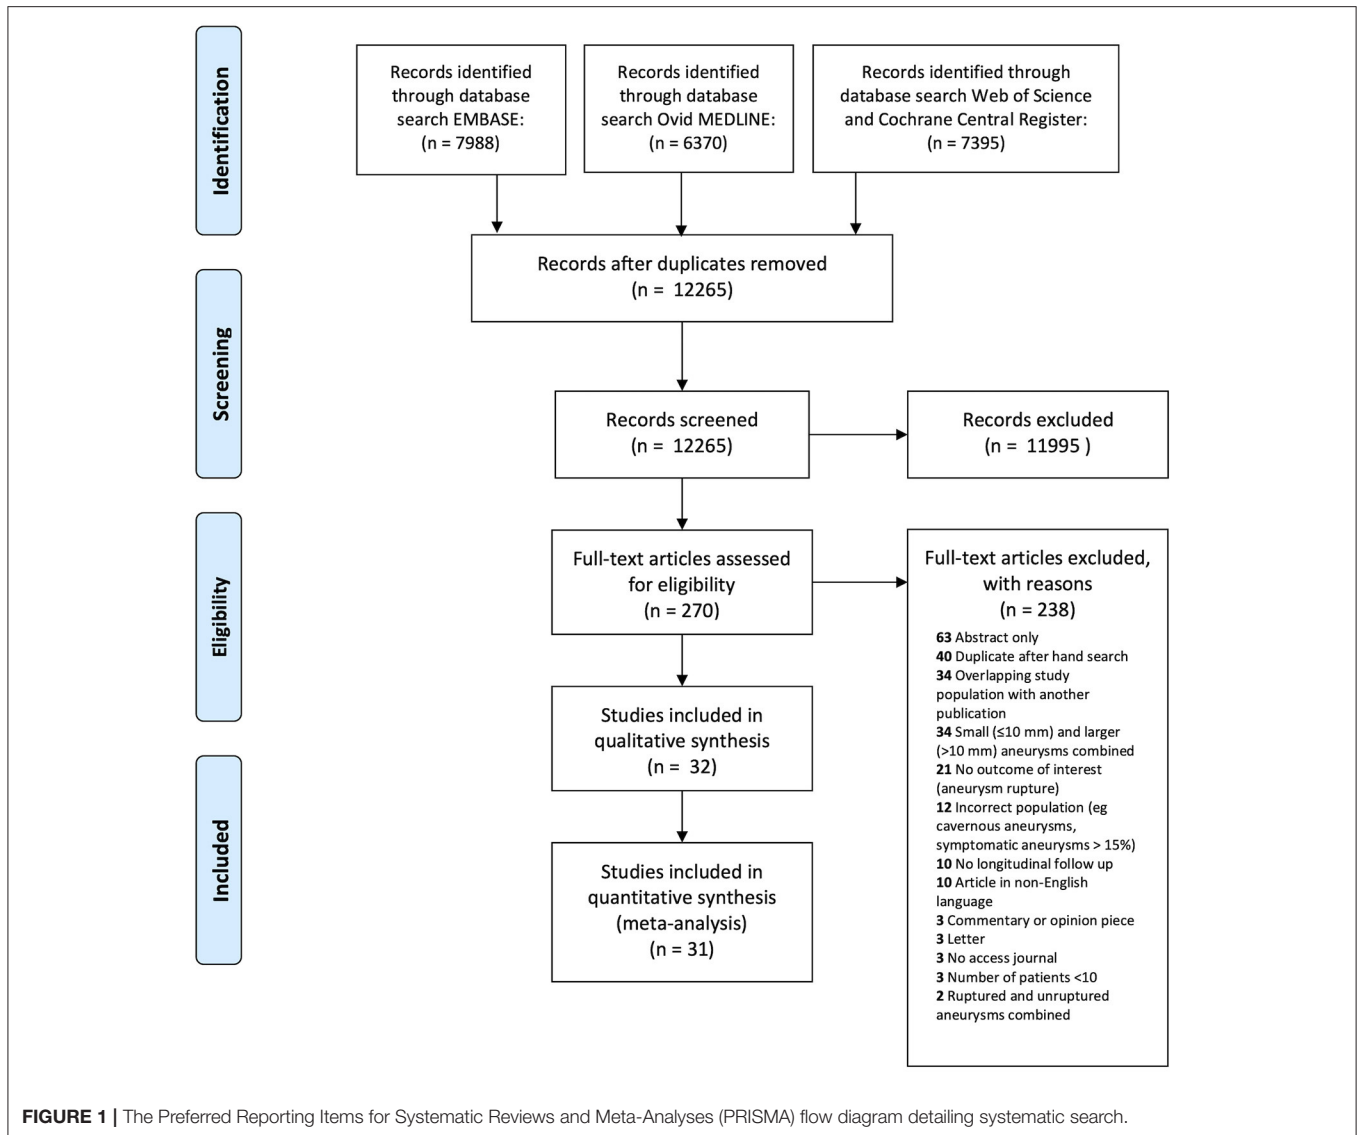 Identification
Records identified
through database
search EMBASE:
(n = 7988)
Records identified
through database
search Ovid MEDLINE:
(n = 6370)
Records identified through
database search Web of Science
and Cochrane Central Register:
(n = 7395)
Records after duplicates removed
(n = 12265)
Screening
Records screened
(n = 12265)
Records excluded
(n = 11995 )
Eligibility
Full-text articles assessed
for eligibility
(n = 270)
Full-text articles excluded,
with reasons
(n = 238)
63 Abstract only
40 Duplicate after hand search
34 Overlapping study
population with another
publication
34 Small (≤10 mm) and larger
(>10 mm) aneurysms combined
21 No outcome of interest
(aneurysm rupture)
12 Incorrect population (eg
cavernous aneurysms,
symptomatic aneurysms > 15%)
10 No longitudinal follow up
10 Article in non-English
language
3 Commentary or opinion piece
3 Letter
3 No access journal
3 Number of patients <10
2 Ruptured and unruptured
aneurysms combined
Studies included in
qualitative synthesis
(n = 32)
Included
Studies included in
quantitative synthesis
(meta-analysis)
(n = 31)
FIGURE 1 | The Preferred Reporting Items for Systematic Reviews and Meta-Analyses (PRISMA) flow diagram detailing systematic search.